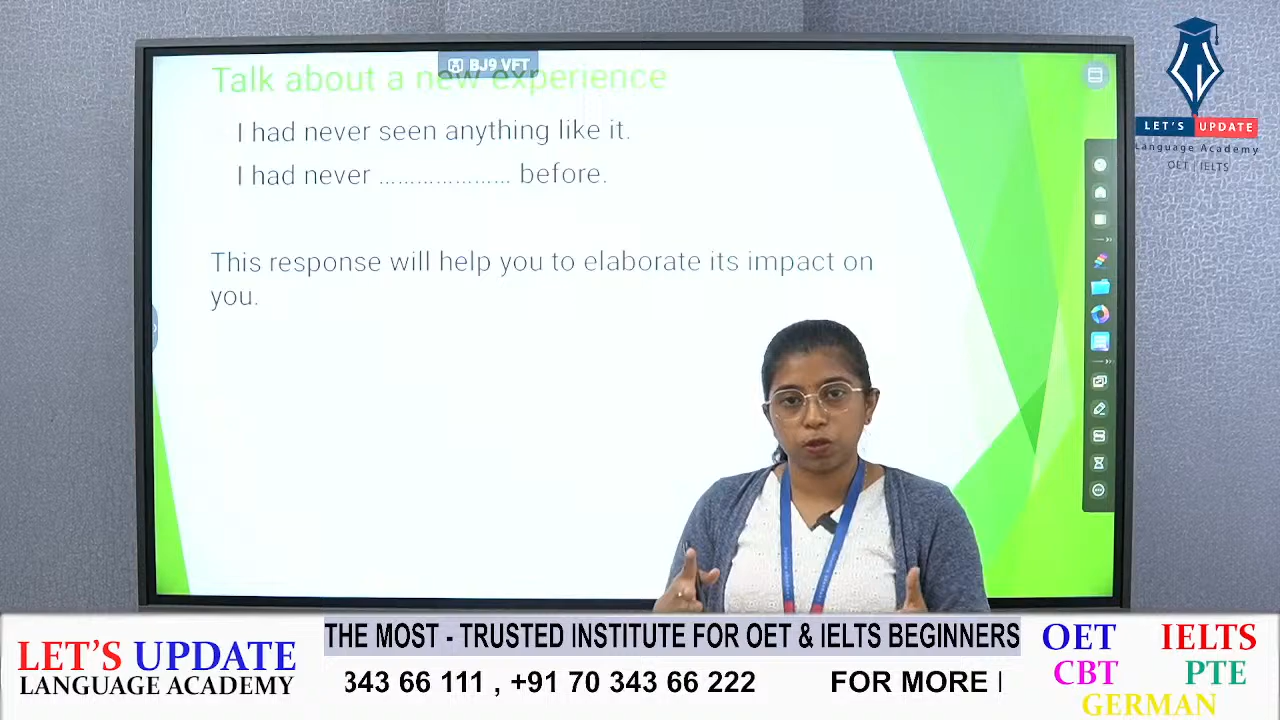 Talk about a new experience
BJ9 VFT
I had never seen anything like it.
I had never ..................... before.
This response will help you to elaborate its impact on
you.
LET'S UPDATE
Language Academy
OET | IELTS
LET'S UPDATE
LANGUAGE ACADEMY
THE MOST - TRUSTED INSTITUTE FOR OET & IELTS BEGINNERS
343 66 111 , +91 70 343 66 222 FOR MORE
OET IELTS
CBT PTE
GERMAN